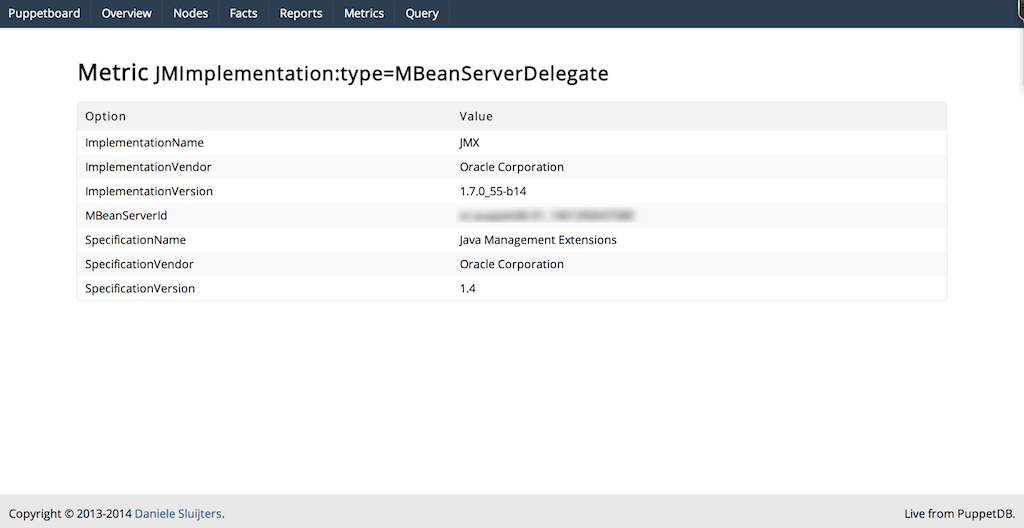 Puppetboard Overview Nodes Facts Reports Metrics Query
Metric JMImplementation:type=MBeanServerDelegate
Option Value
ImplementationName JMX
ImplementationVendor Oracle Corporation
ImplementationVersion 1.7.0_55-b14
MBeanServerId
SpecificationName Java Management Extensions
SpecificationVendor Oracle Corporation
SpecificationVersion 1.4
Copyright © 2013-2014 Daniele Sluijters. Live from PuppetDB.